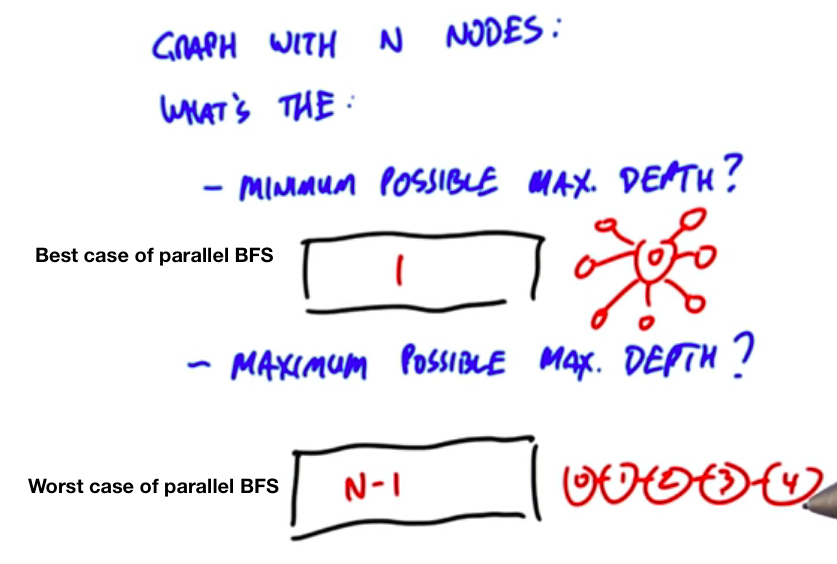 GRAPH WITH N NODES:
WHAT'S THE:
- MINIMUM POSSIBLE MAX. DEPTH?
Best case of parallel BFS
1
0
- MAXIMUM POSSIBLE MAX. DEPTH?
Worst case of parallel BFS
N-1
0 1 2 3 4